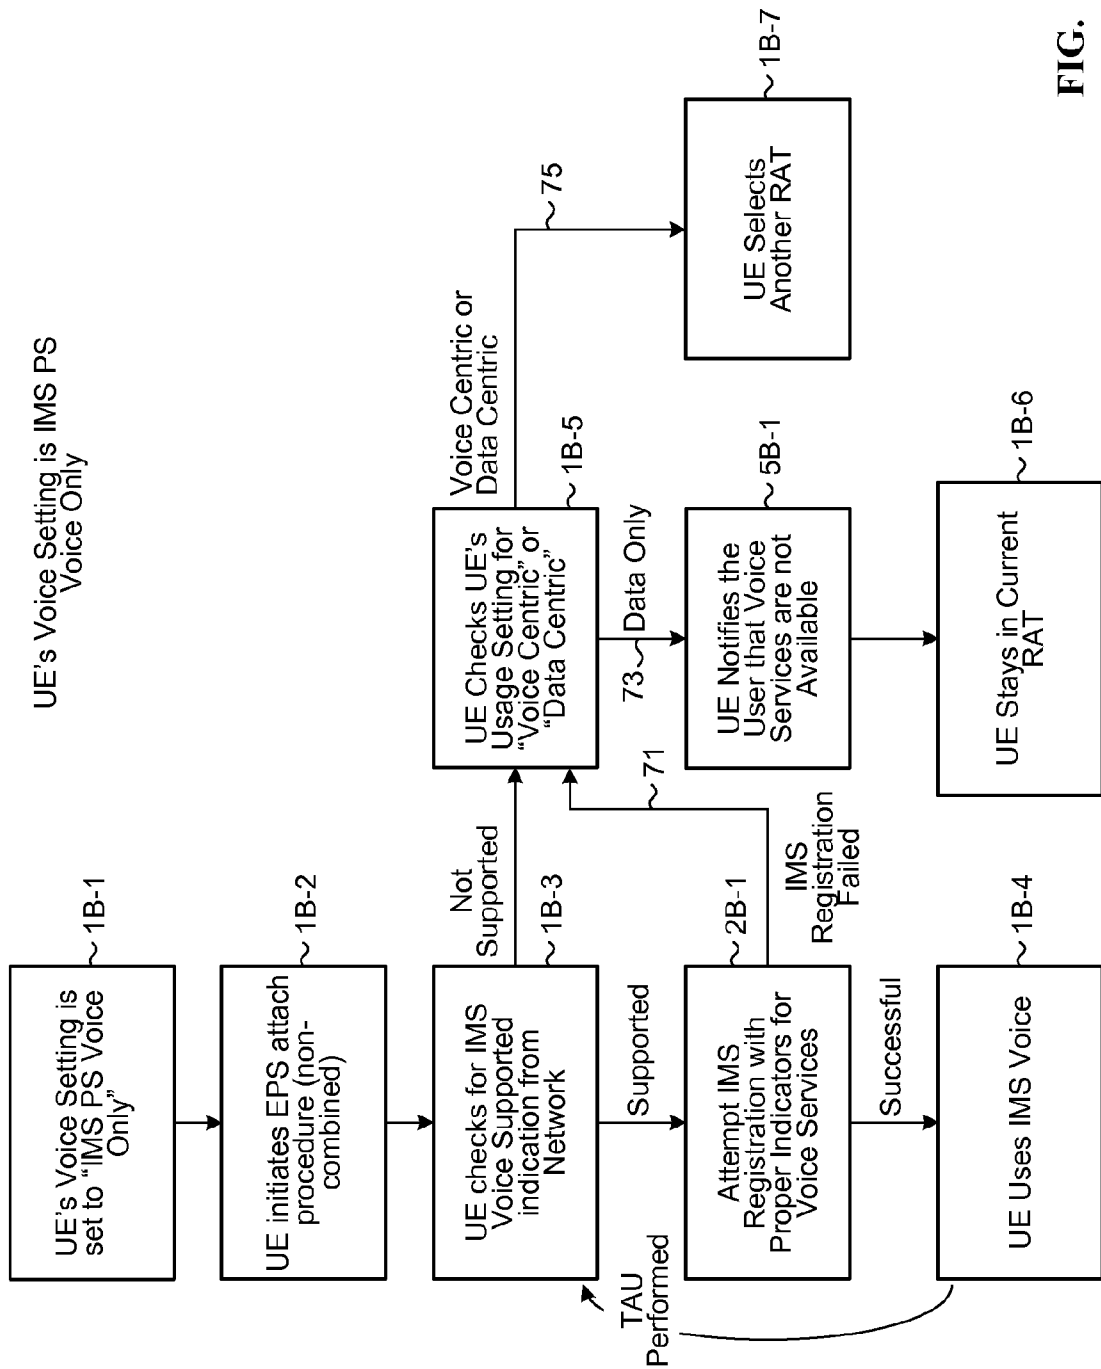 UE's Voice Setting is IMS PS
Voice Only
UE's Voice Setting is
set to “IMS PS Voice
Only”
1B-1
UE initiates EPS attach
procedure (non-
combined)
1B-2
UE checks for IMS
Voice Supported
indication from
Network
1B-3
Not
Supported
UE Checks UE's
Usage Setting for
“Voice Centric” or
“Data Centric”
1B-5
Voice Centric or
Data Centric
75
Supported
71
73
Data Only
TAU
Performed
Attempt IMS
Registration with
Proper Indicators for
Voice Services
2B-1
IMS
Registration
Failed
UE Notifies the
User that Voice
Services are not
Available
5B-1
UE Selects
Another RAT
1B-7
Successful
UE Uses IMS Voice
1B-4
UE Stays in Current
RAT
1B-6
FIG.